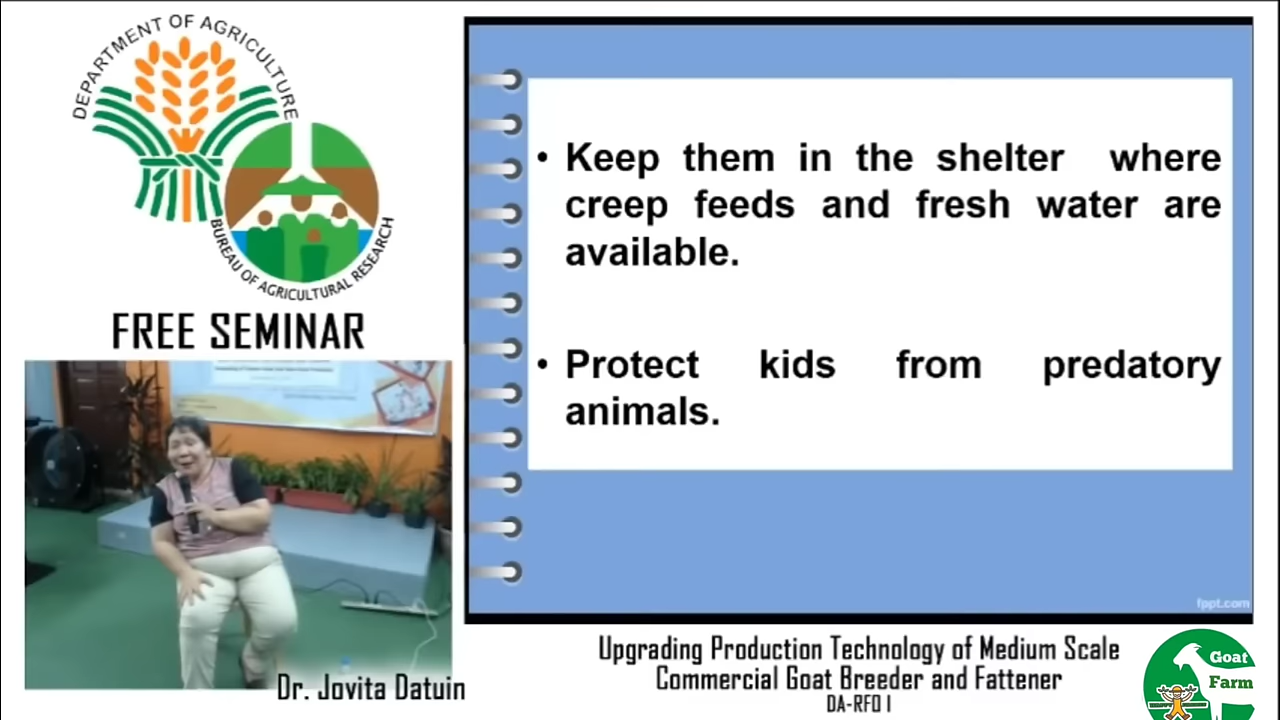 DEPARTMENT OF AGRICULTURE
BUREAU OF AGRICULTURAL RESEARCH
FREE SEMINAR
Dr. Jovita Datuin
• Keep them in the shelter where
creep feeds and fresh water are
available.
• Protect kids from predatory
animals.
fppt.com
Upgrading Production Technology of Medium Scale
Commercial Goat Breeder and Fattener
DA-RFO I
Goat
Farm